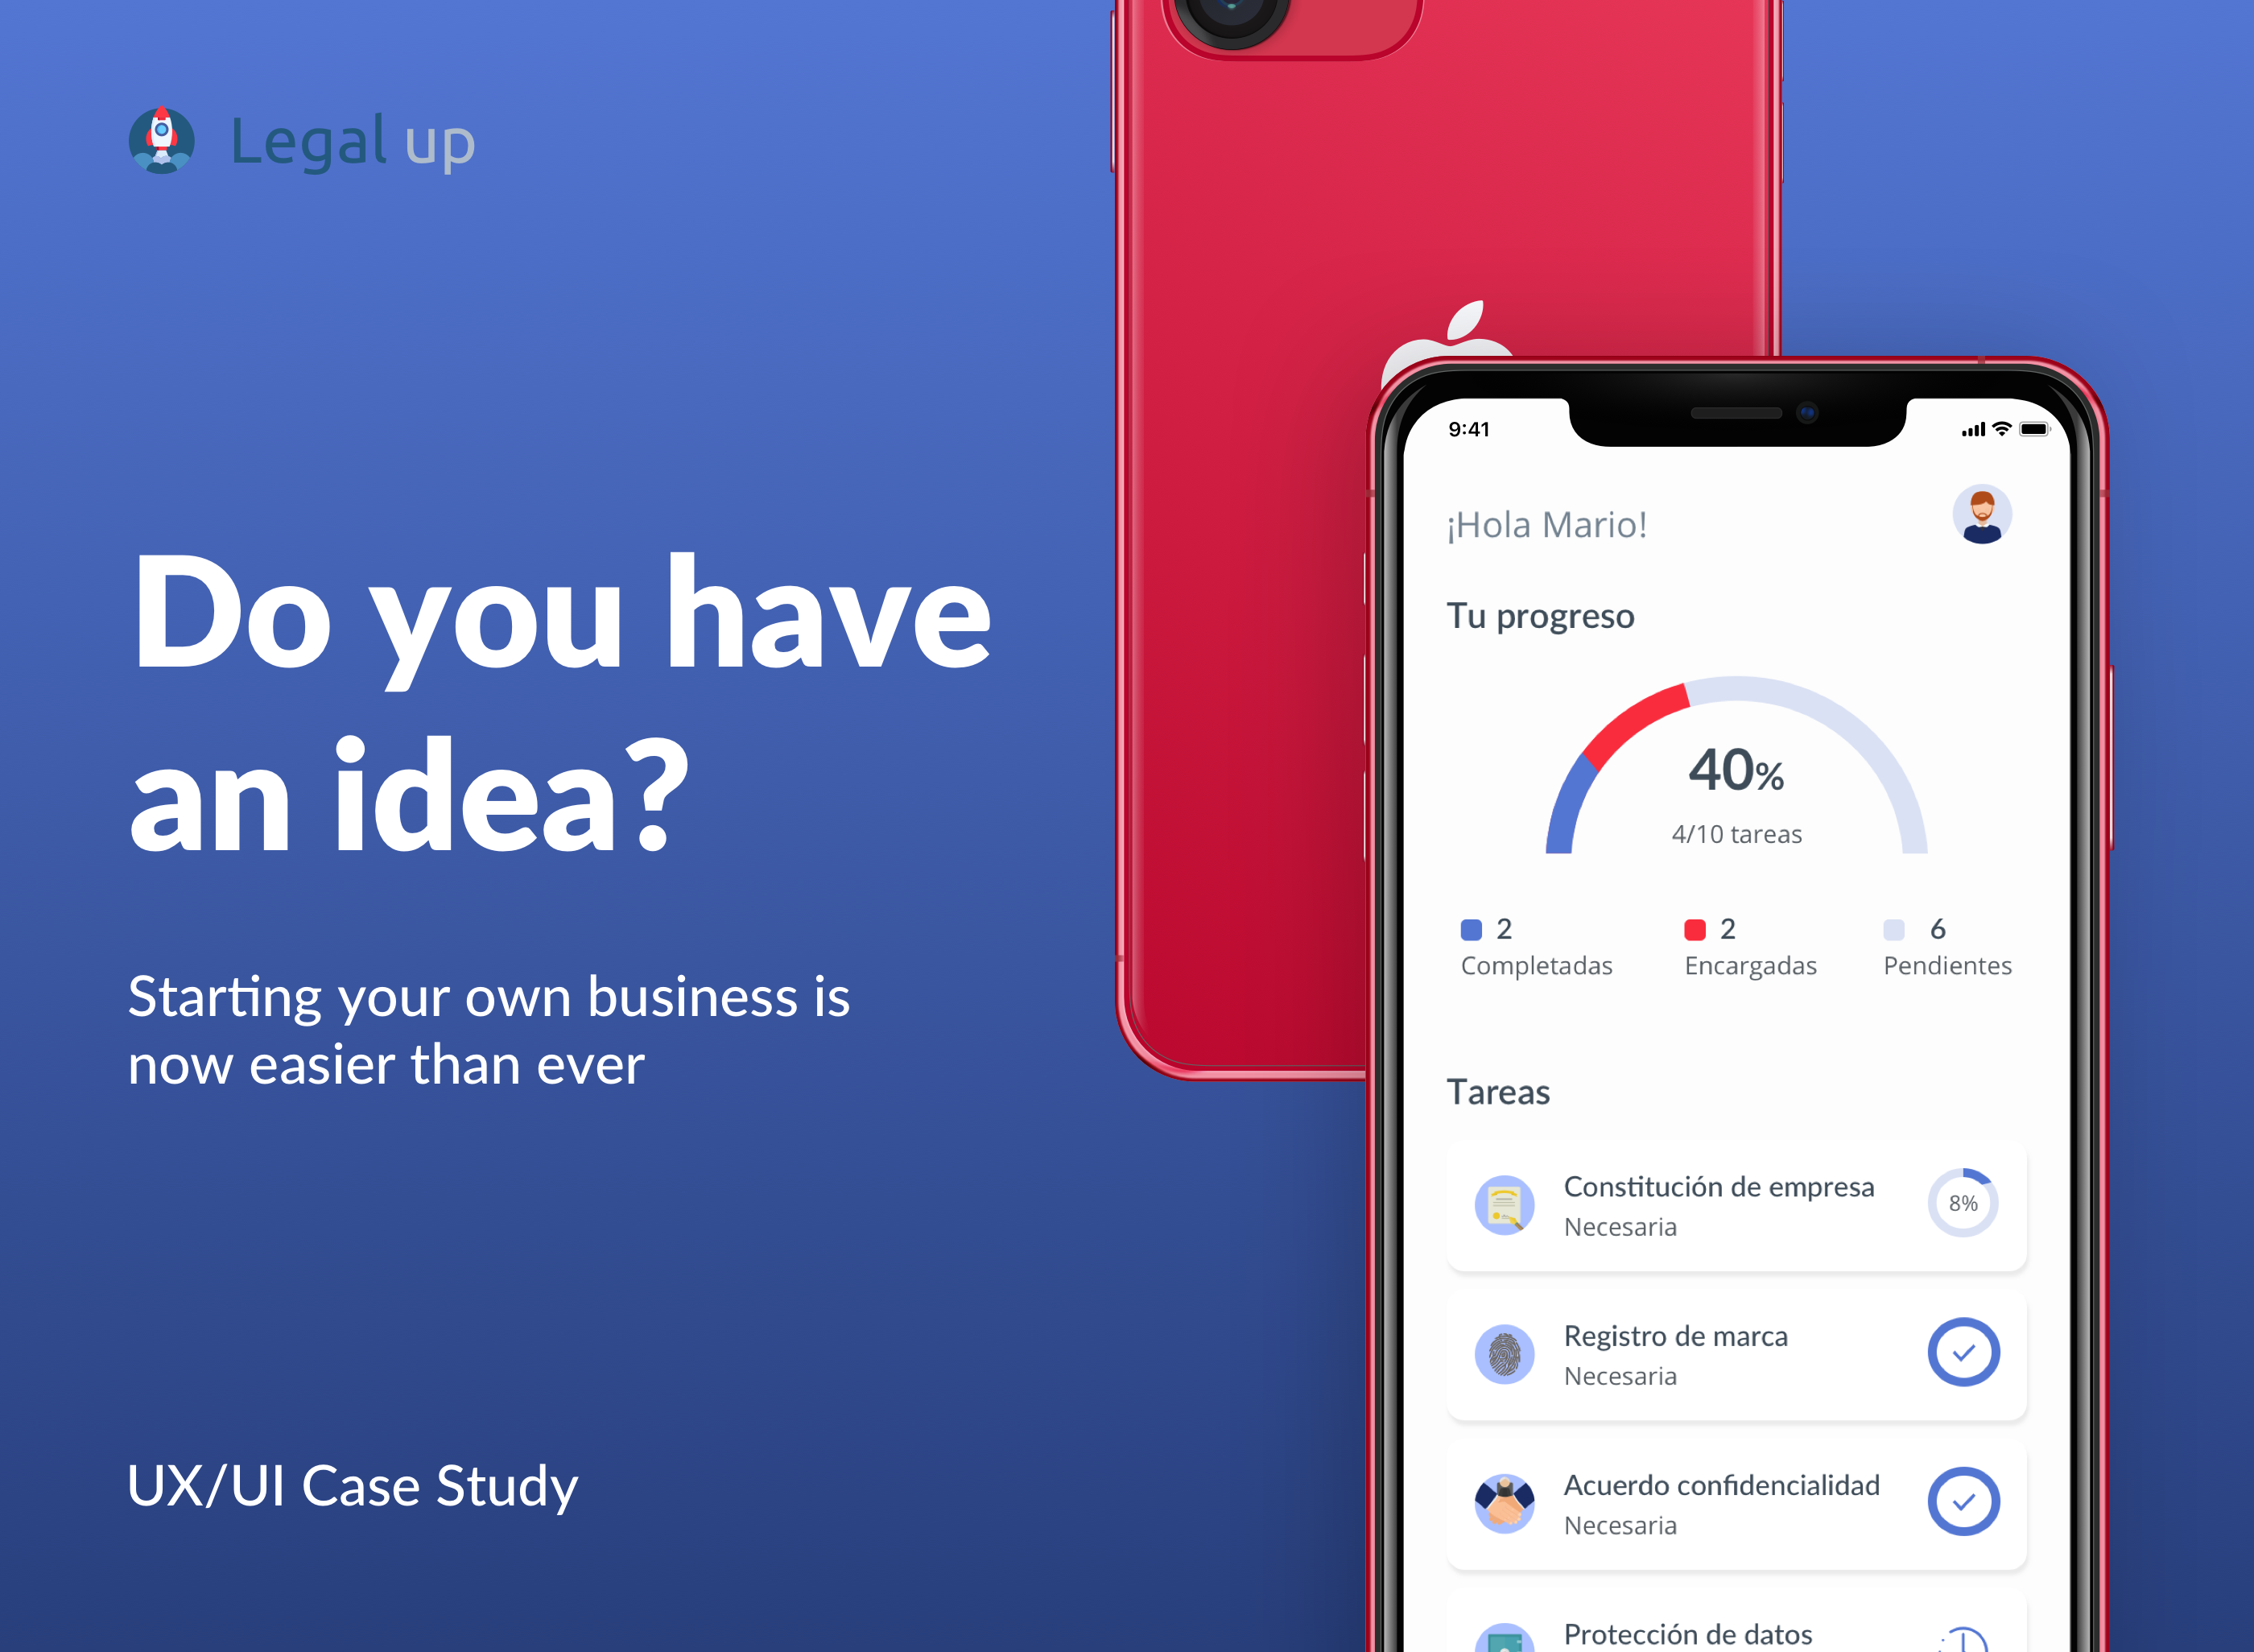 Legal up
Do you have
an idea?
Starting your own business is
now easier than ever
UX/UI Case Study
9:41
¡Hola Mario!
Tu progreso
40%
4/10 tareas
2
Completadas
2
Encargadas
6
Pendientes
Tareas
Constitución de empresa
Necesaria
8%
Registro de marca
Necesaria
Acuerdo confidencialidad
Necesaria
Protección de datos